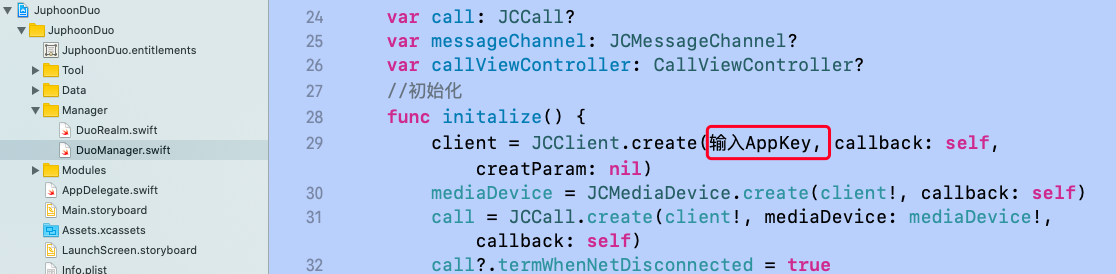 JuphoonDuo
JuphoonDuo
JuphoonDuo.entitlements
Tool
Data
Manager
DuoRealm.swift
DuoManager.swift
Modules
AppDelegate.swift
Main.storyboard
Assets.xcassets
LaunchScreen.storyboard
Info.plist
24 var call: JCCall?
25 var messageChannel: JCMessageChannel?
26 var callViewController: CallViewController?
27 //初始化
28 func initalize() {
29 client = JCClient.create(输入AppKey, callback: self,
creatParam: nil)
30 mediaDevice = JCMediaDevice.create(client!, callback: self)
31 call = JCCall.create(client!, mediaDevice: mediaDevice!,
callback: self)
32 call?.termWhenNetDisconnected = true